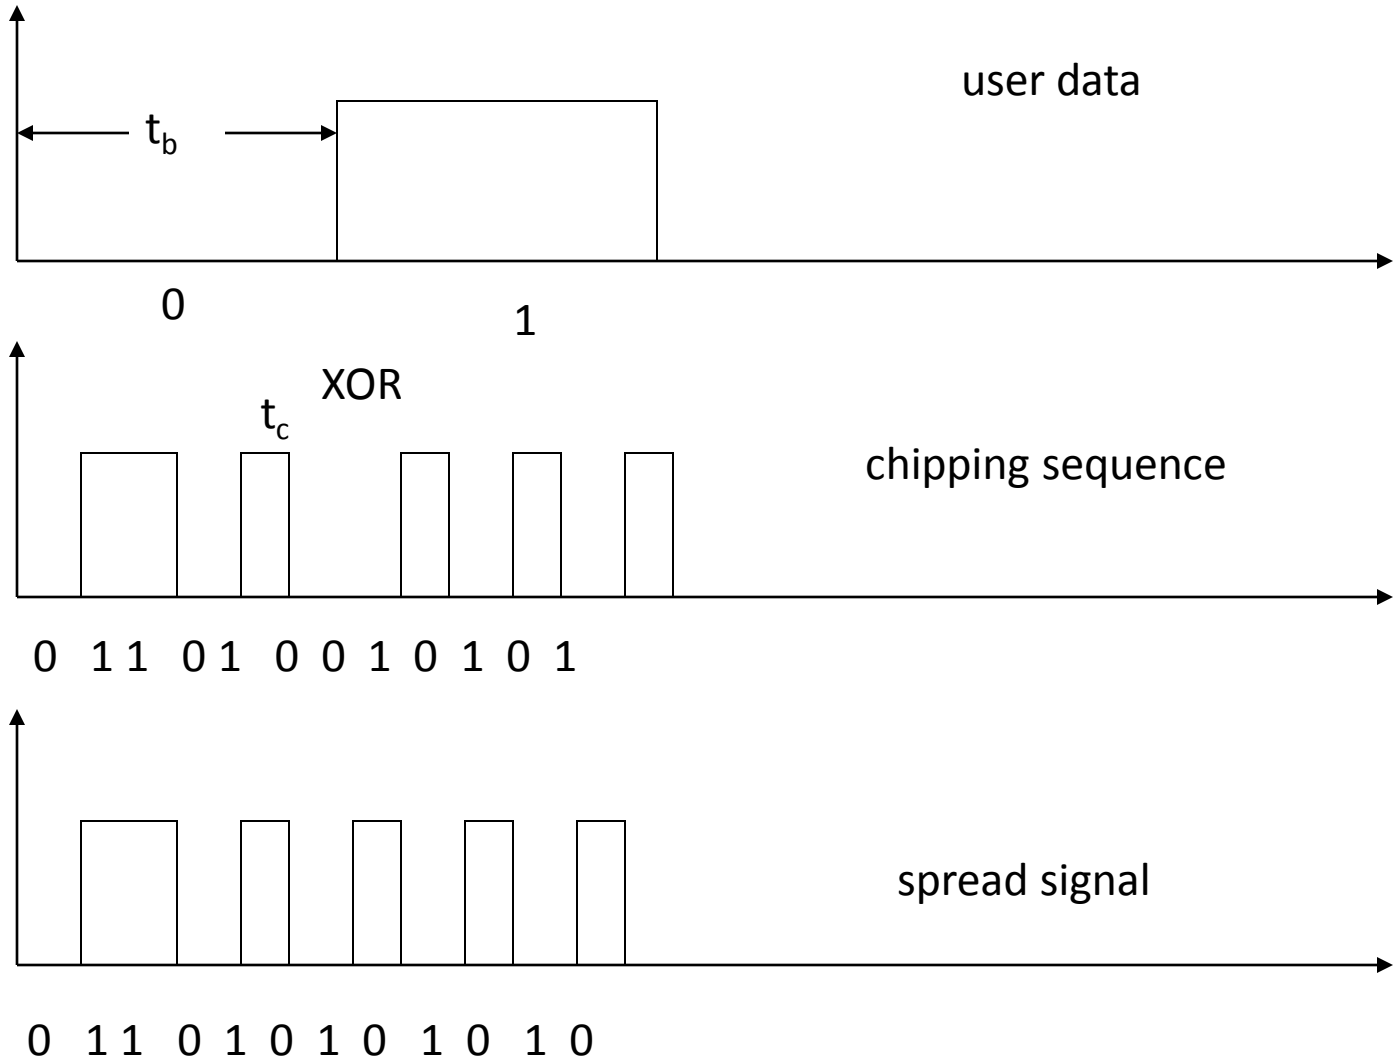 user data
t_b
0
1
XOR
t_c
chipping sequence
0 1 1 0 1 0 0 1 0 1 0 1
spread signal
0 1 1 0 1 0 1 0 1 0 1 0